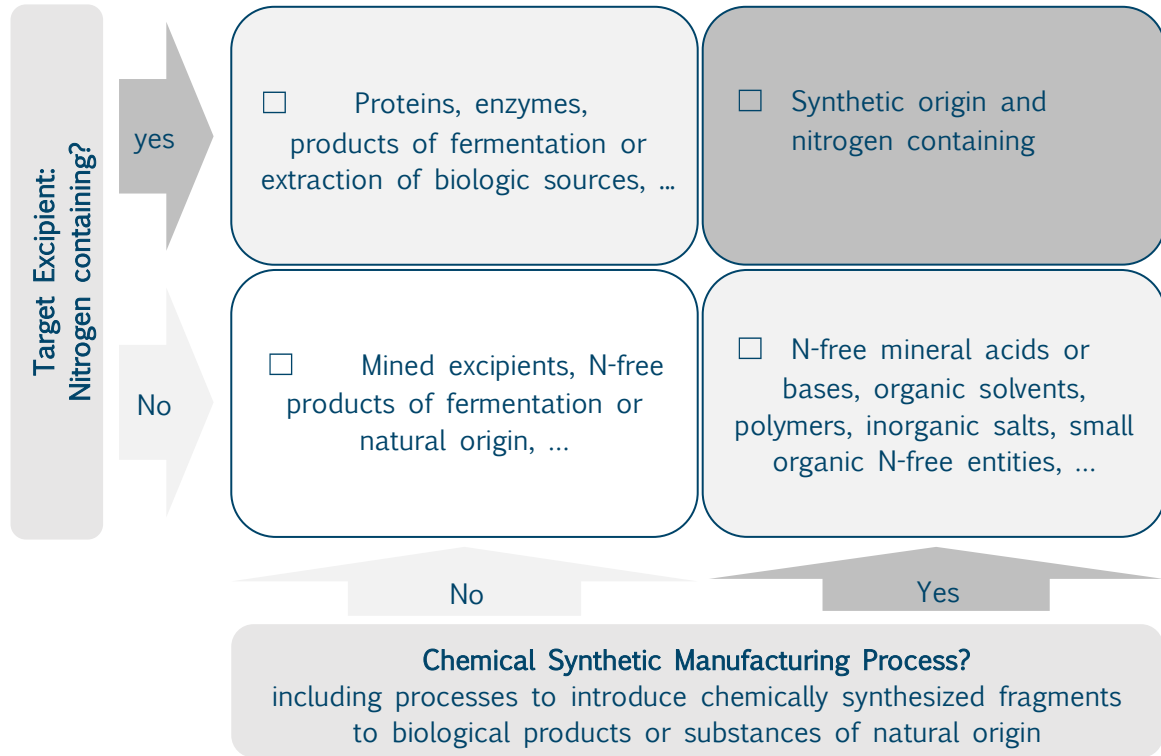 Target Excipient:
Nitrogen containing?
yes
☐ Proteins, enzymes,
products of fermentation or
extraction of biologic sources, ...
☐ Synthetic origin and
nitrogen containing
No
☐ Mined excipients, N-free
products of fermentation or
natural origin, ...
☐ N-free mineral acids or
bases, organic solvents,
polymers, inorganic salts, small
organic N-free entities, ...
No
Yes
Chemical Synthetic Manufacturing Process?
including processes to introduce chemically synthesized fragments
to biological products or substances of natural origin